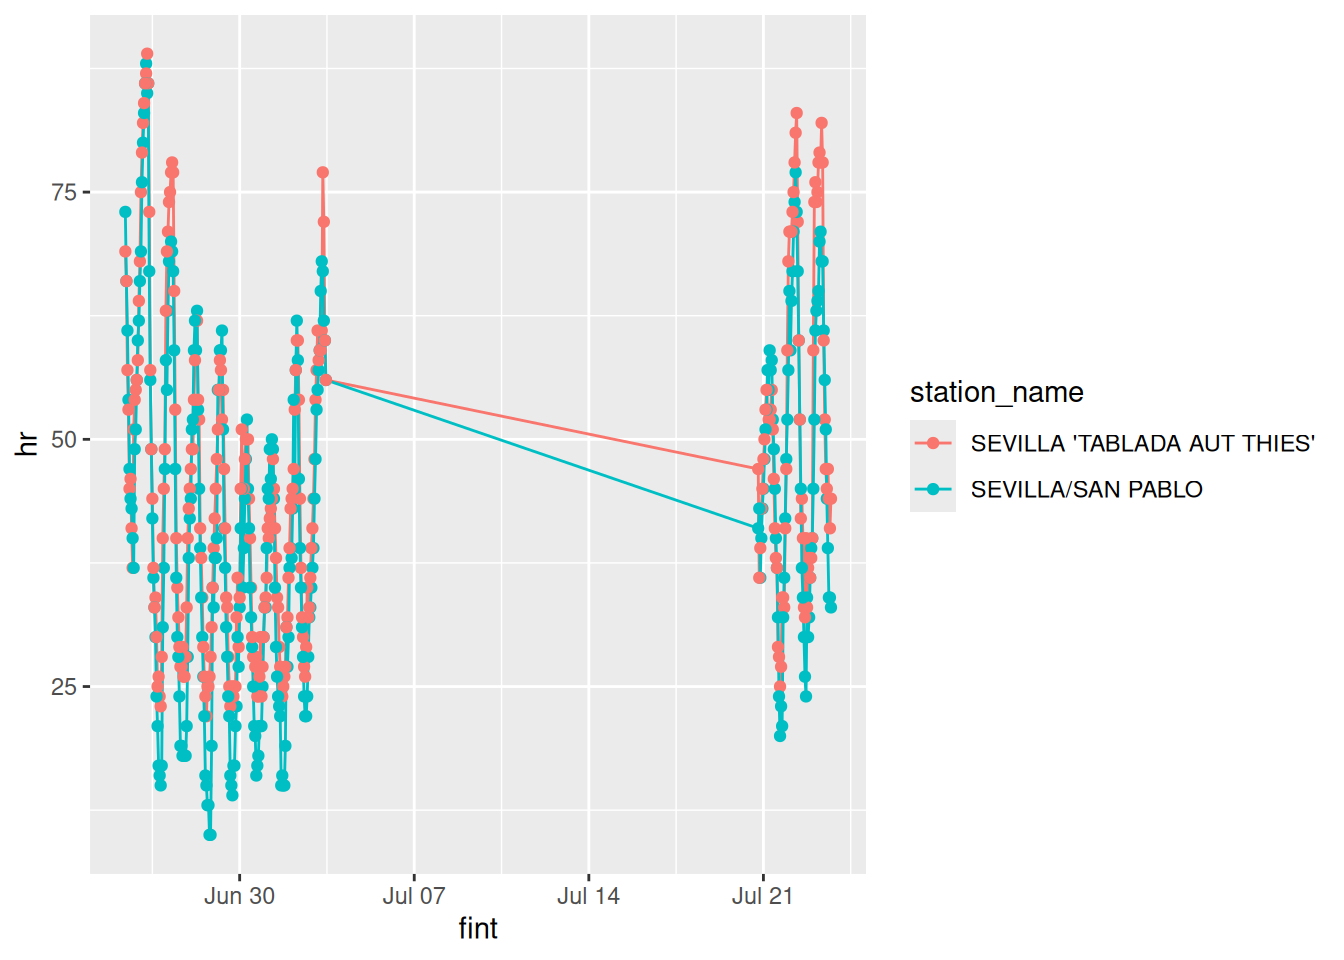 75
50
25
hr
Jun 30
Jul 07
Jul 14
Jul 21
fint
station_name
SEVILLA 'TABLADA AUT THIES'
SEVILLA/SAN PABLO